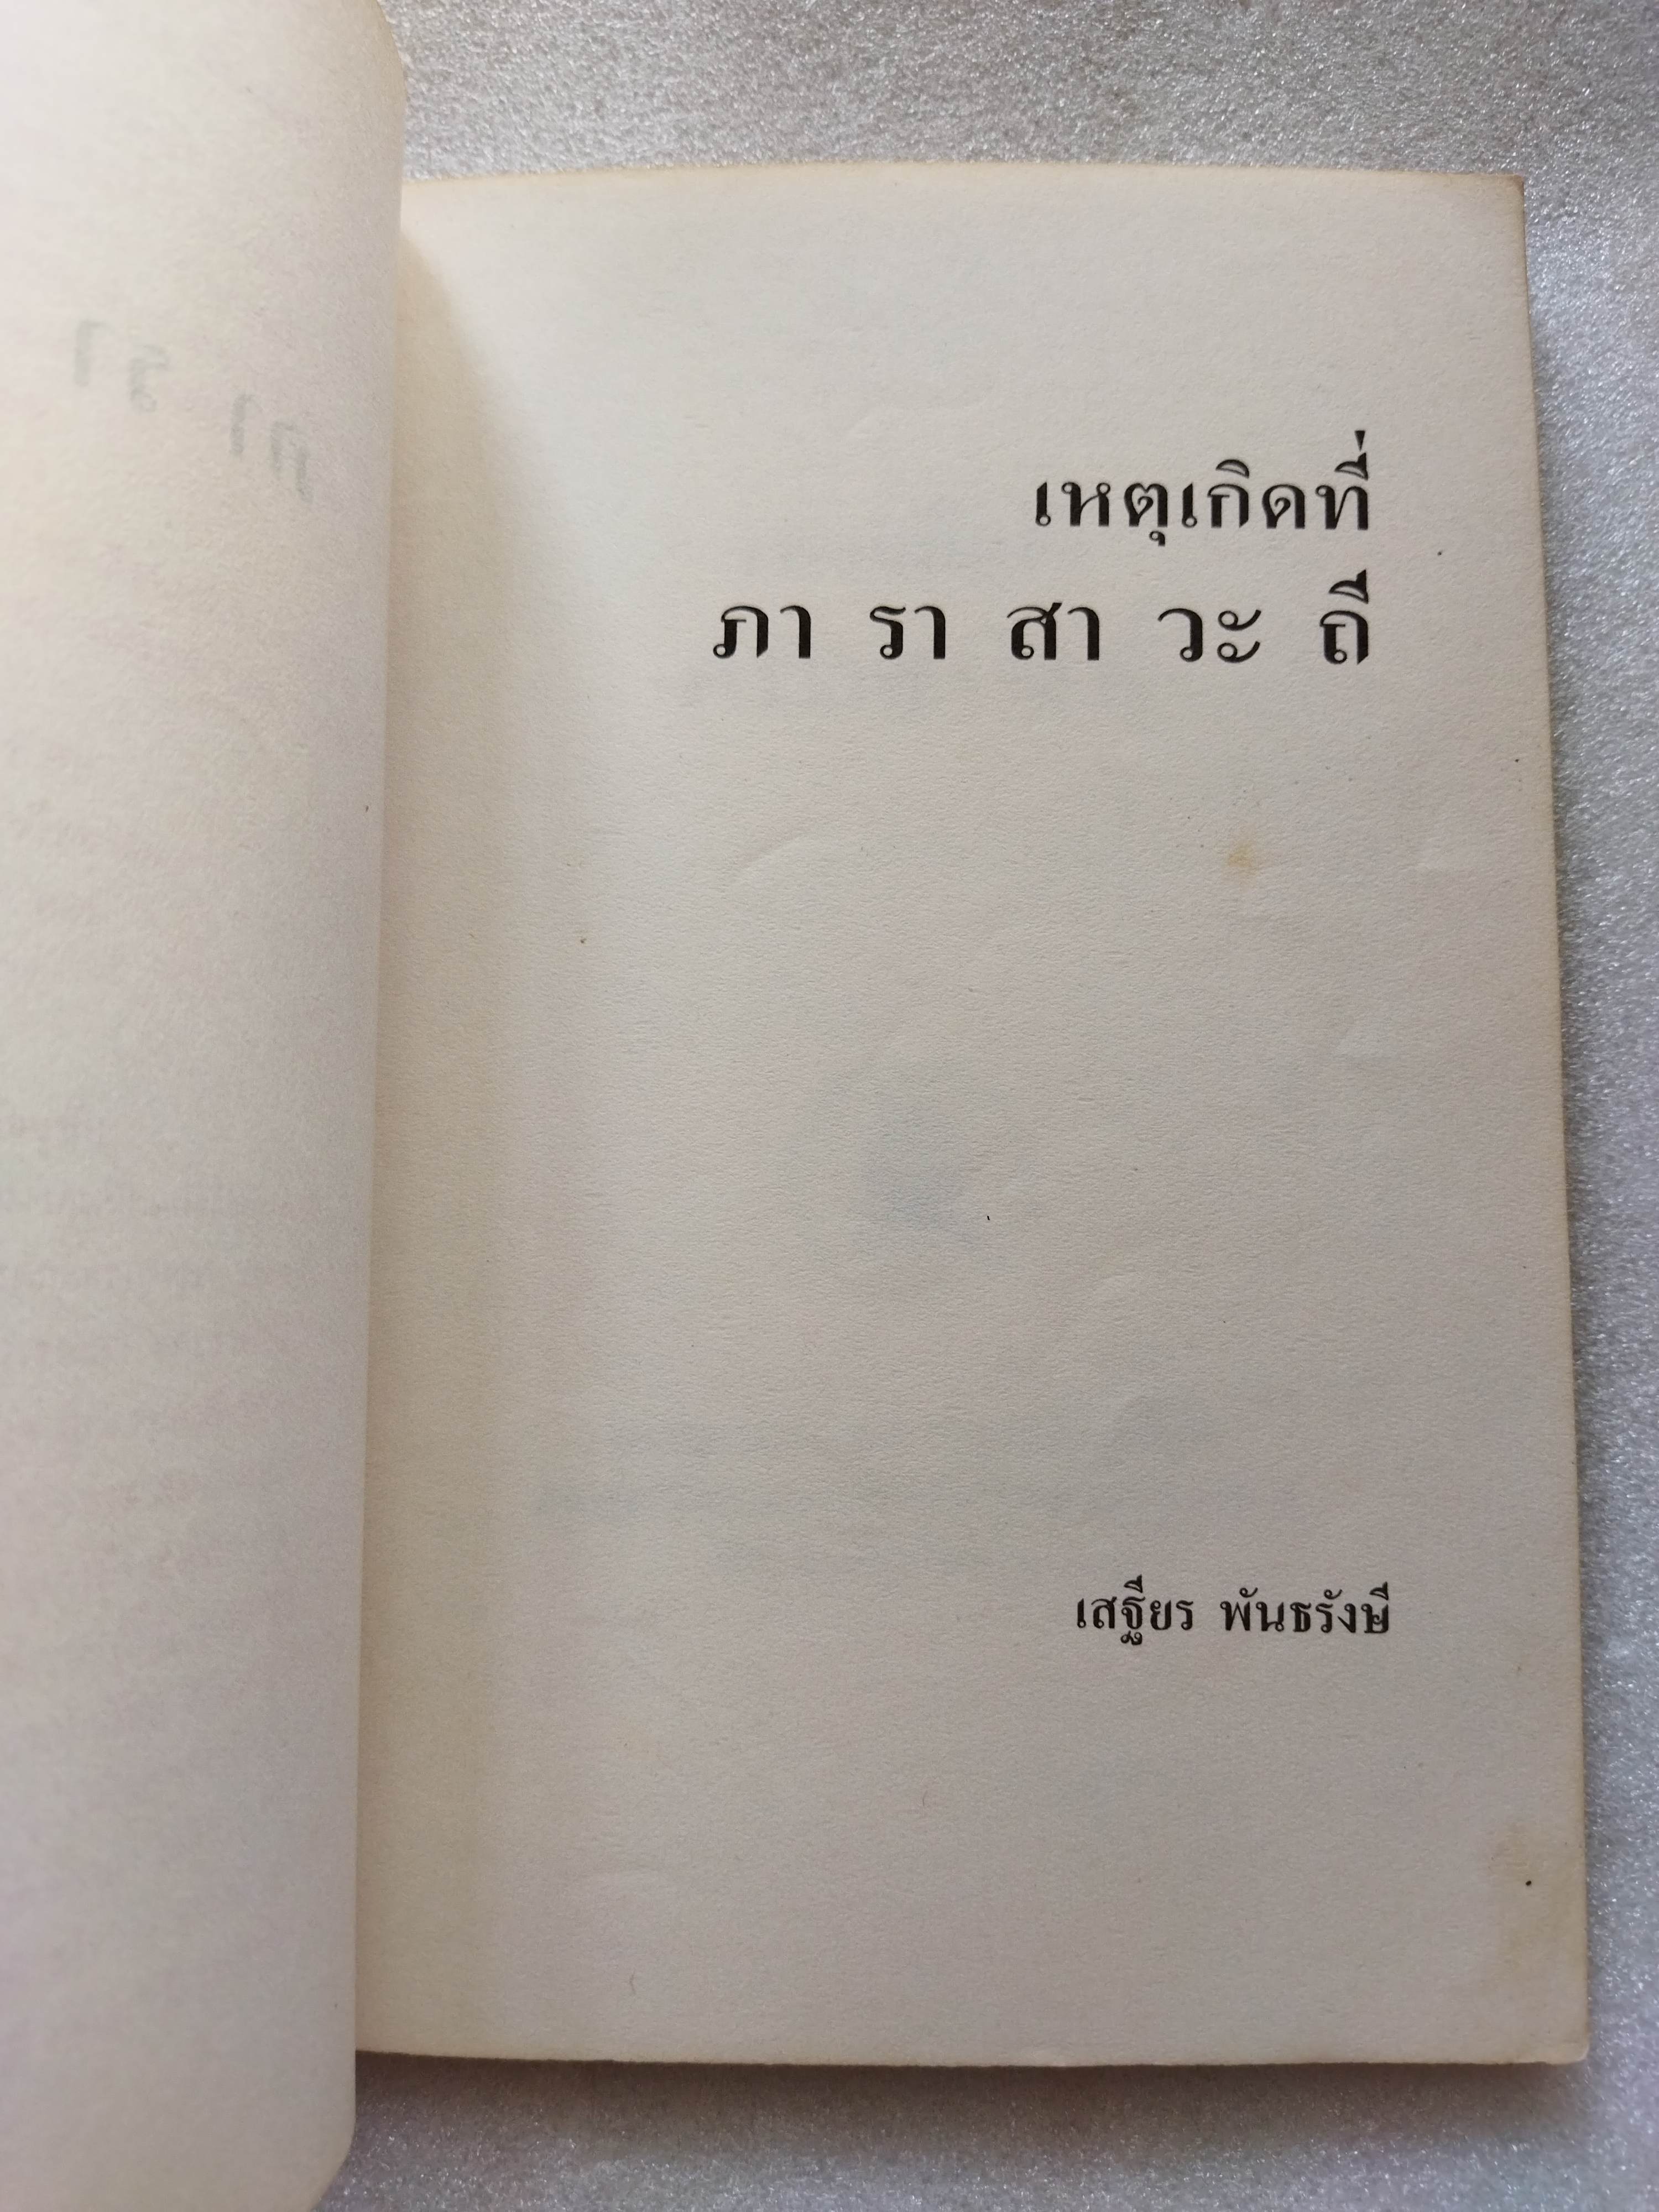 เหตุเกิดที่
ภา รา สา วะ ถี
เสฐียร พันธรังษี